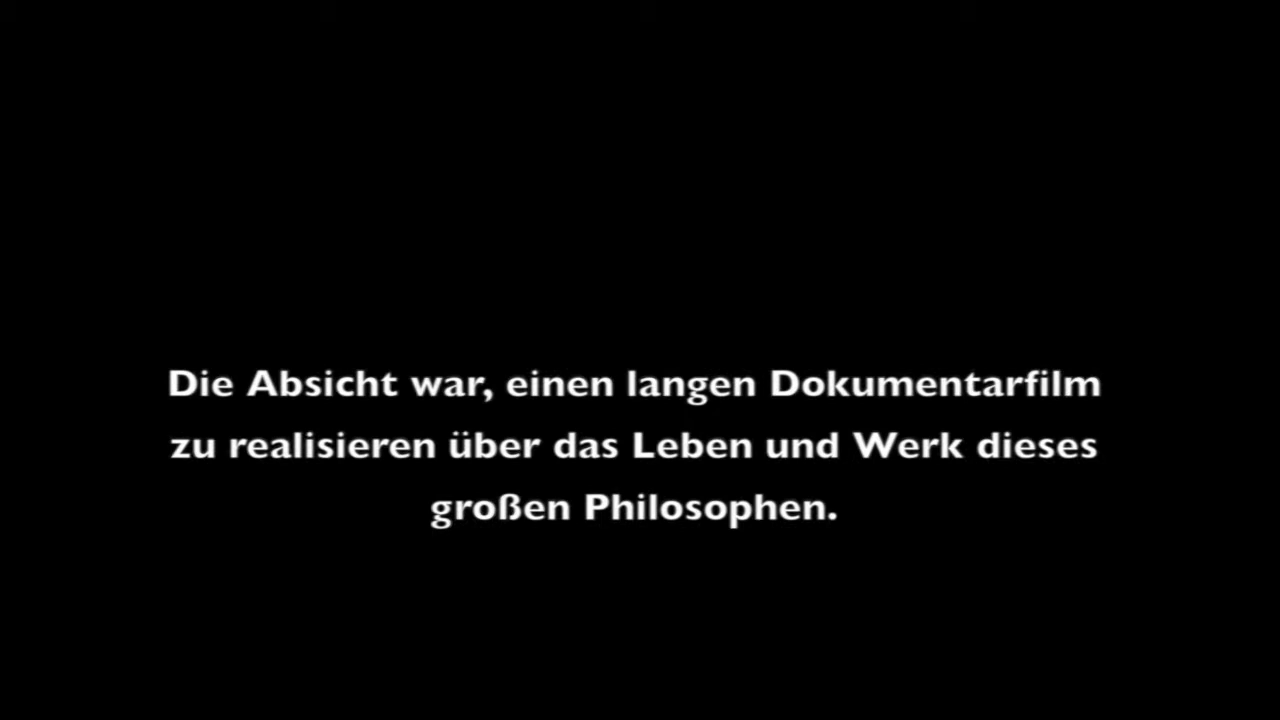 Die Absicht war, einen langen Dokumentarfilm
zu realisieren über das Leben und Werk dieses
großen Philosophen.